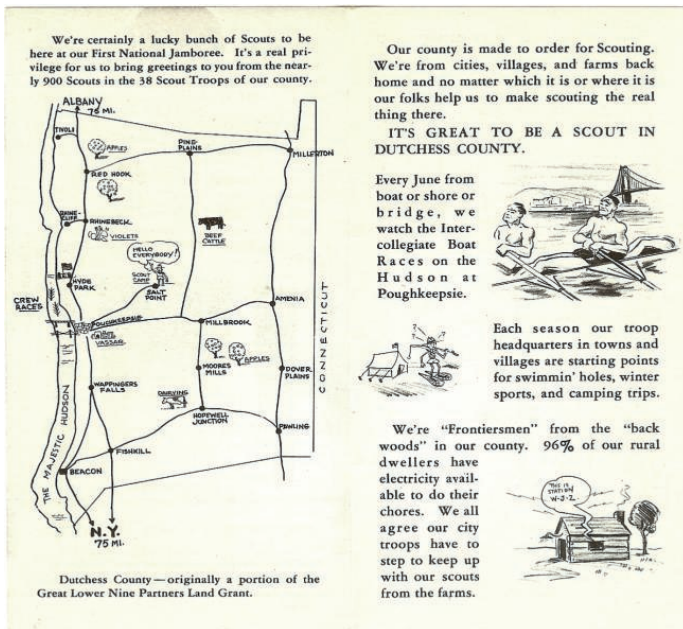 We're certainly a lucky bunch of Scouts to be
here at our First National Jamboree. It's a real pri-
vilege for us to bring greetings to you from the near-
ly 900 Scouts in the 38 Scout Troops of our county.
ALBANY
76 MI.
TIVOLI
APPLES
PINE
PLAINS
MILLERTON
RED HOOK
RHINE-
CLIFF
RHINEBECK
VIOLETS
BEEF
CATTLE
HELLO
EVERYBODY!
SCOUT
CAMP
HYDE
PARK
SALT
POINT
CREW
RACES
AMENIA
POUGHKEEPSIE
MILLBROOK
VASSAR
CONNECTICUT
APPLES
MOORES
MILLS
DOVER
PLAINS
WAPPINGERS
FALLS
DAIRYING
HOPEWELL
JUNCTION
PAWLING
FISHKILL
THE MAJESTIC HUDSON
BEACON
N.Y.
75 MI.
Dutchess County—originally a portion of the
Great Lower Nine Partners Land Grant.
Our county is made to order for Scouting.
We're from cities, villages, and farms back
home and no matter which it is or where it is
our folks help us to make scouting the real
thing there.
IT'S GREAT TO BE A SCOUT IN
DUTCHESS COUNTY.
Every June from
boat or shore or
bridge, we
watch the Inter-
collegiate Boat
Races on the
Hudson at
Poughkeepsie.
Each season our troop
headquarters in towns and
villages are starting points
for swimmin' holes, winter
sports, and camping trips.
We're "Frontiersmen" from the "back
woods" in our county. 96% of our rural
dwellers have
electricity avail-
able to do their
chores. We all
agree our city
troops have to
step to keep up
with our scouts
from the farms.
THIS IS
STATION
W-J-Z